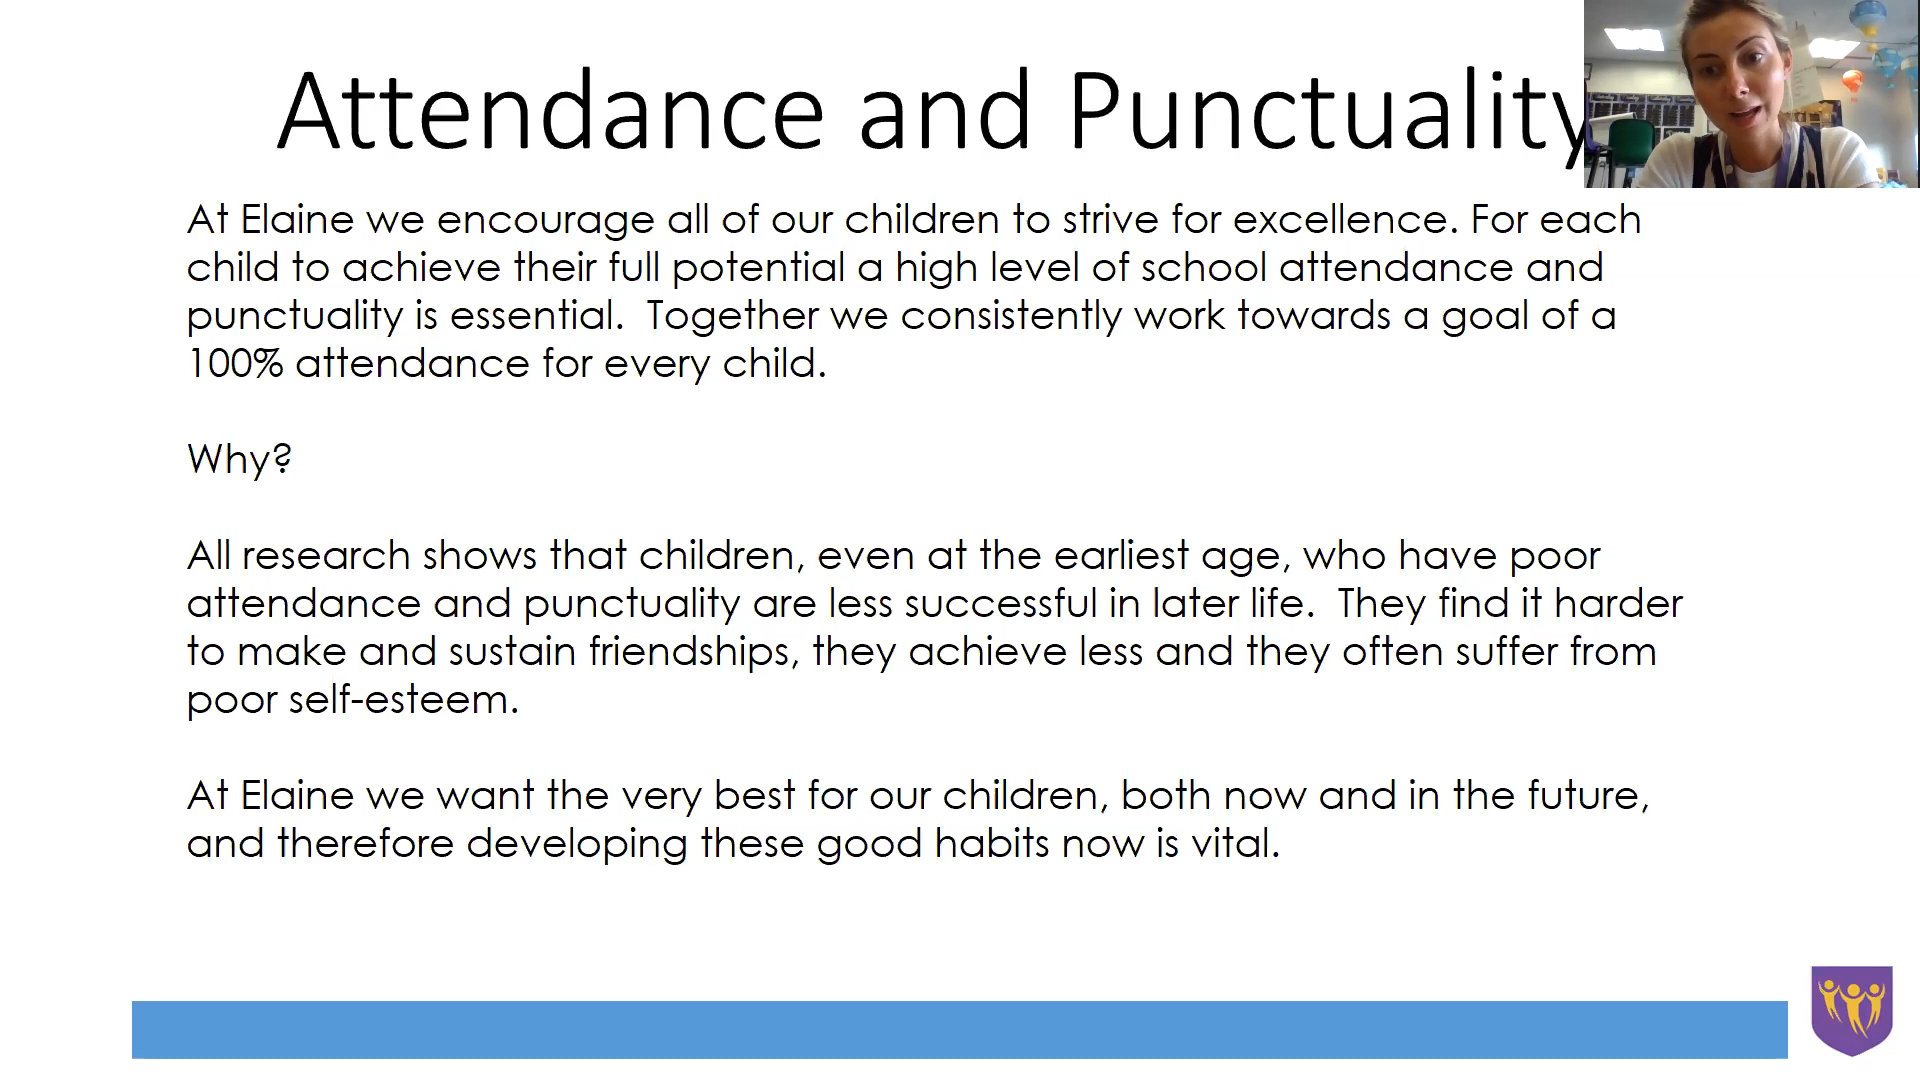 Attendance and Punctuality
At Elaine we encourage all of our children to strive for excellence. For each
child to achieve their full potential a high level of school attendance and
punctuality is essential.  Together we consistently work towards a goal of a
100% attendance for every child.
Why?
All research shows that children, even at the earliest age, who have poor
attendance and punctuality are less successful in later life.  They find it harder
to make and sustain friendships, they achieve less and they often suffer from
poor self-esteem.
At Elaine we want the very best for our children, both now and in the future,
and therefore developing these good habits now is vital.